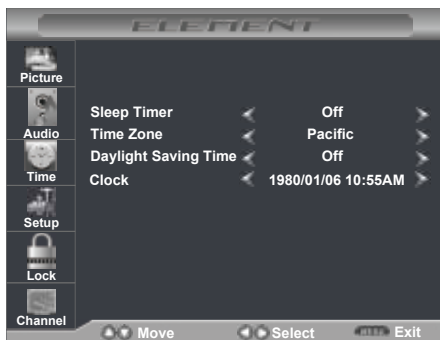 ELEMENT
Picture
Audio
Time
Setup
Lock
Channel
Sleep Timer Off
Time Zone Pacific
Daylight Saving Time Off
Clock 1980/01/06 10:55AM
Move Select Exit